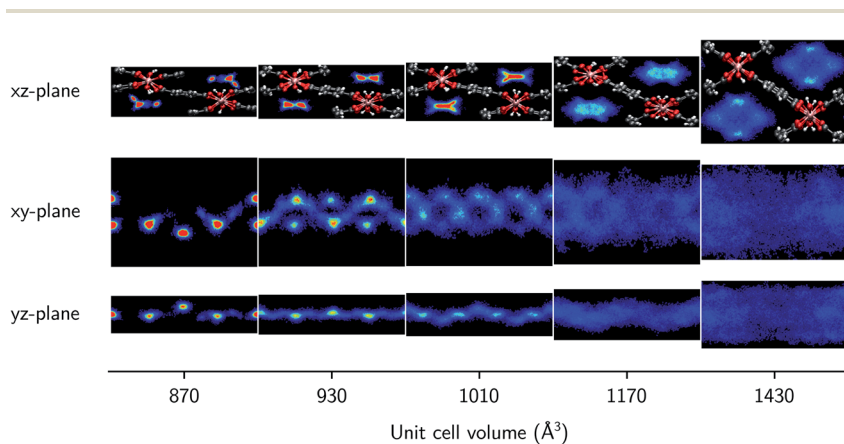 xz-plane
xy-plane
yz-plane
870 930 1010 1170 1430
Unit cell volume (Å³)